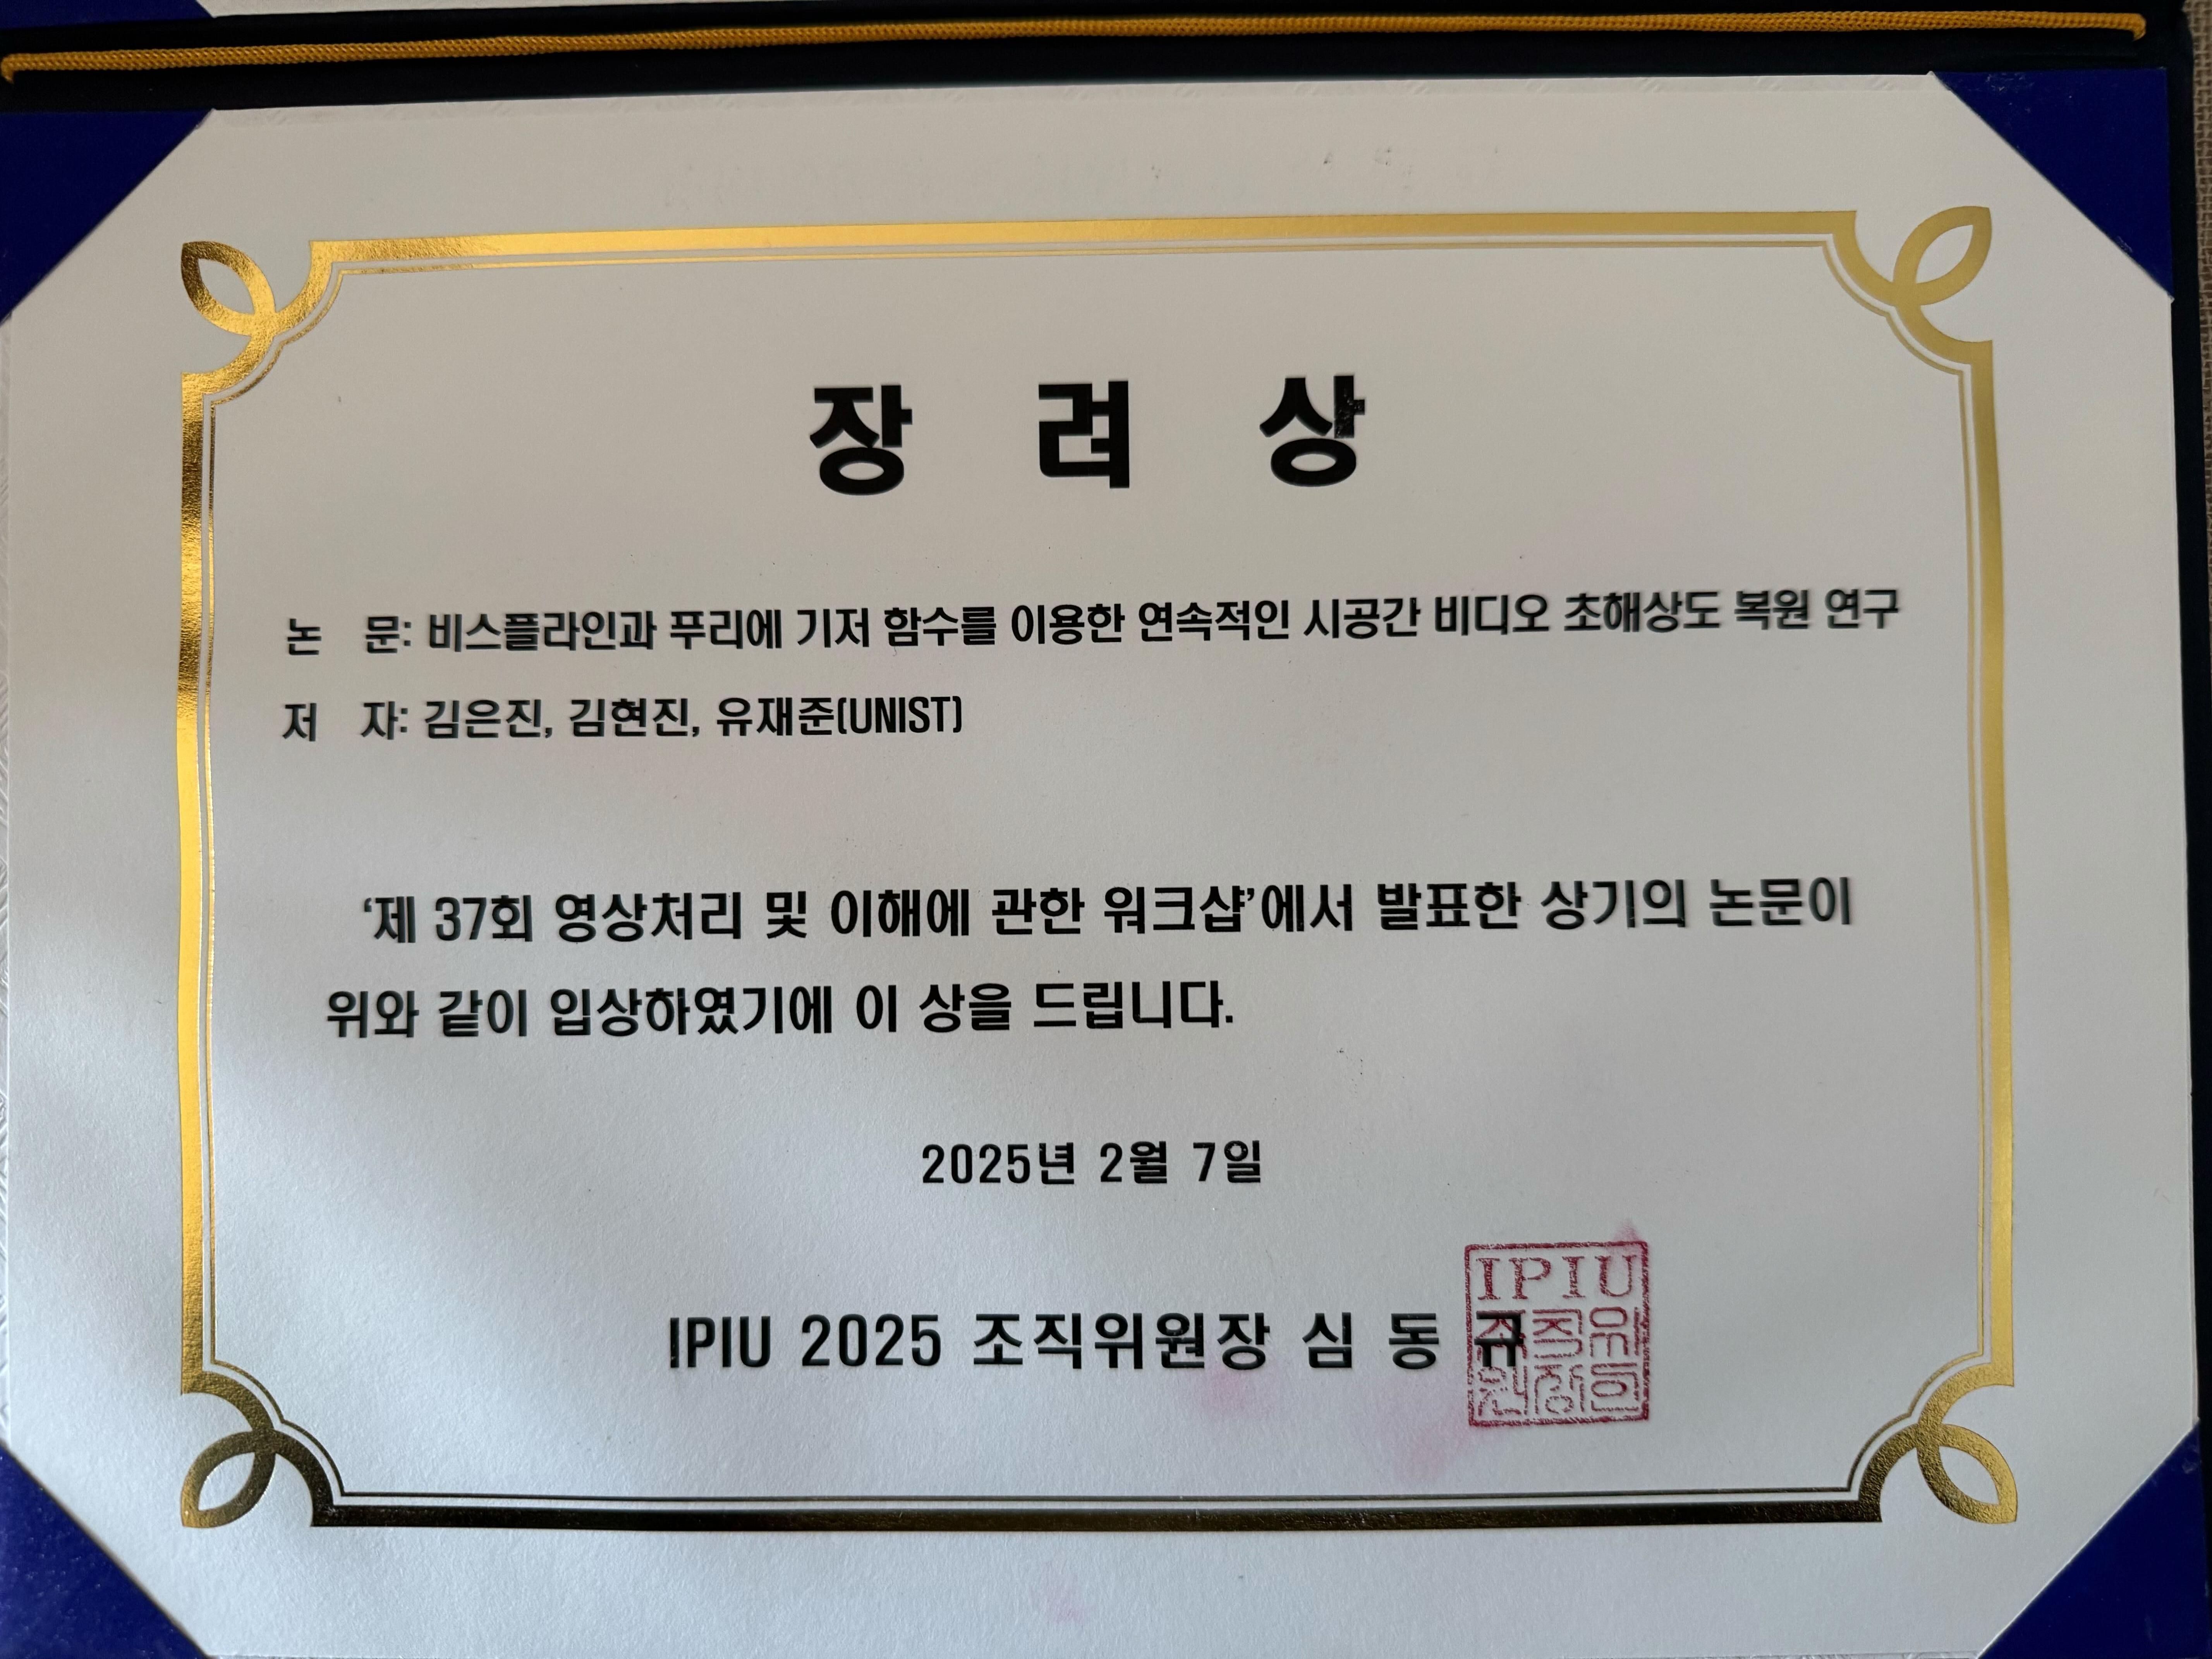 장 려 상
논 문: 비스플라인과 푸리에 기저 함수를 이용한 연속적인 시공간 비디오 초해상도 복원 연구
저 자: 김은진, 김현진, 유재준(UNIST)
‘제 37회 영상처리 및 이해에 관한 워크샵’에서 발표한 상기의 논문이
위와 같이 입상하였기에 이 상을 드립니다.
2025년 2월 7일
IPIU 2025 조직위원장 심 동 규
IPIU
조직위
원장